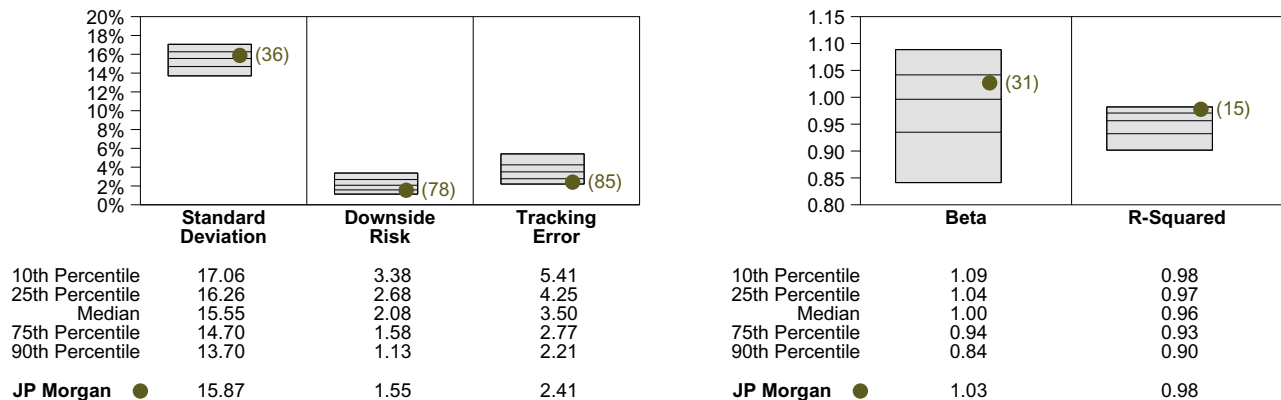 20%
18%
16%
14%
12%
10%
8%
6%
4%
2%
0%
(36)
(78)
(85)
Standard Deviation
Downside Risk
Tracking Error
10th Percentile 17.06 3.38 5.41
25th Percentile 16.26 2.68 4.25
Median 15.55 2.08 3.50
75th Percentile 14.70 1.58 2.77
90th Percentile 13.70 1.13 2.21
JP Morgan 15.87 1.55 2.41
1.15
1.10
1.05
1.00
0.95
0.90
0.85
0.80
(31)
(15)
Beta
R-Squared
10th Percentile 1.09 0.98
25th Percentile 1.04 0.97
Median 1.00 0.96
75th Percentile 0.94 0.93
90th Percentile 0.84 0.90
JP Morgan 1.03 0.98